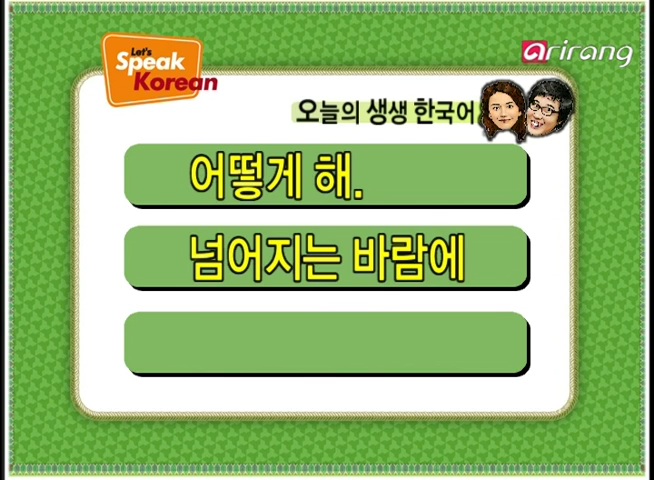 Let's
Speak
Korean
arirang
오늘의 생생 한국어
어떻게 해.
넘어지는 바람에